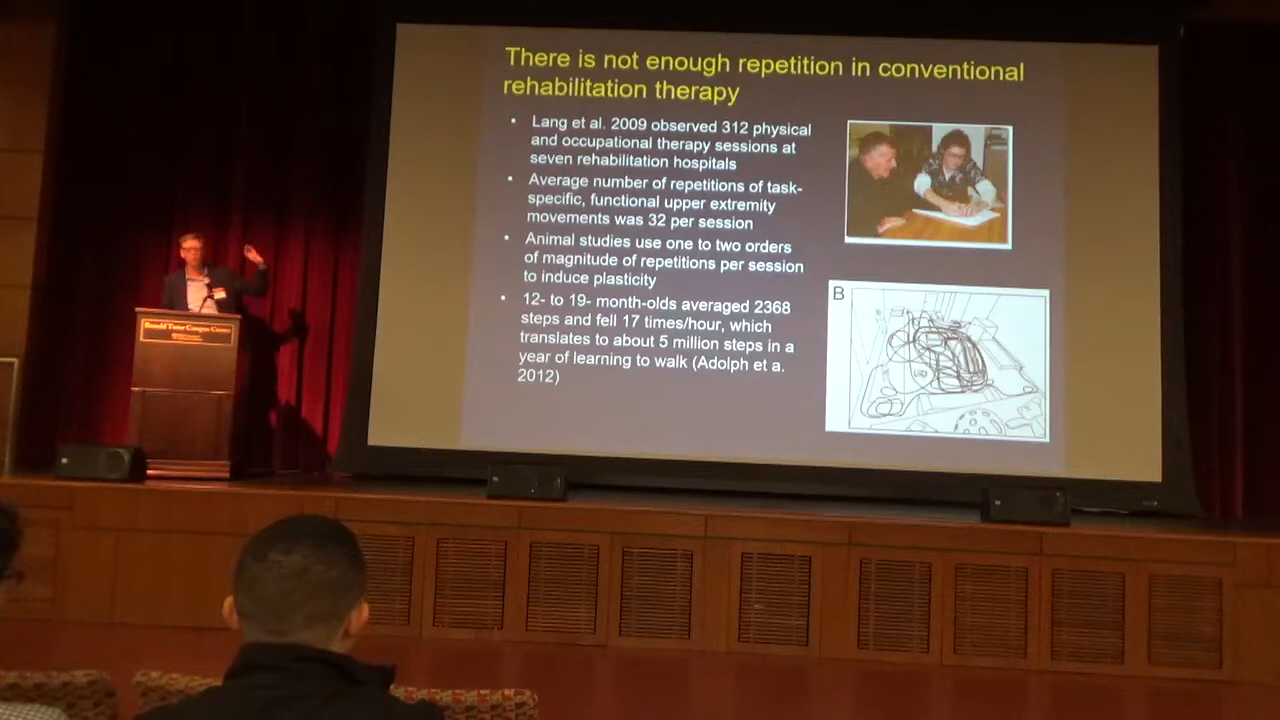 There is not enough repetition in conventional
rehabilitation therapy
• Lang et al. 2009 observed 312 physical
and occupational therapy sessions at
seven rehabilitation hospitals
• Average number of repetitions of task-
specific, functional upper extremity
movements was 32 per session
• Animal studies use one to two orders
of magnitude of repetitions per session
to induce plasticity
• 12- to 19- month-olds averaged 2368
steps and fell 17 times/hour, which
translates to about 5 million steps in a
year of learning to walk (Adolph et a.
2012)
B
Ronald Tutor Campus Center